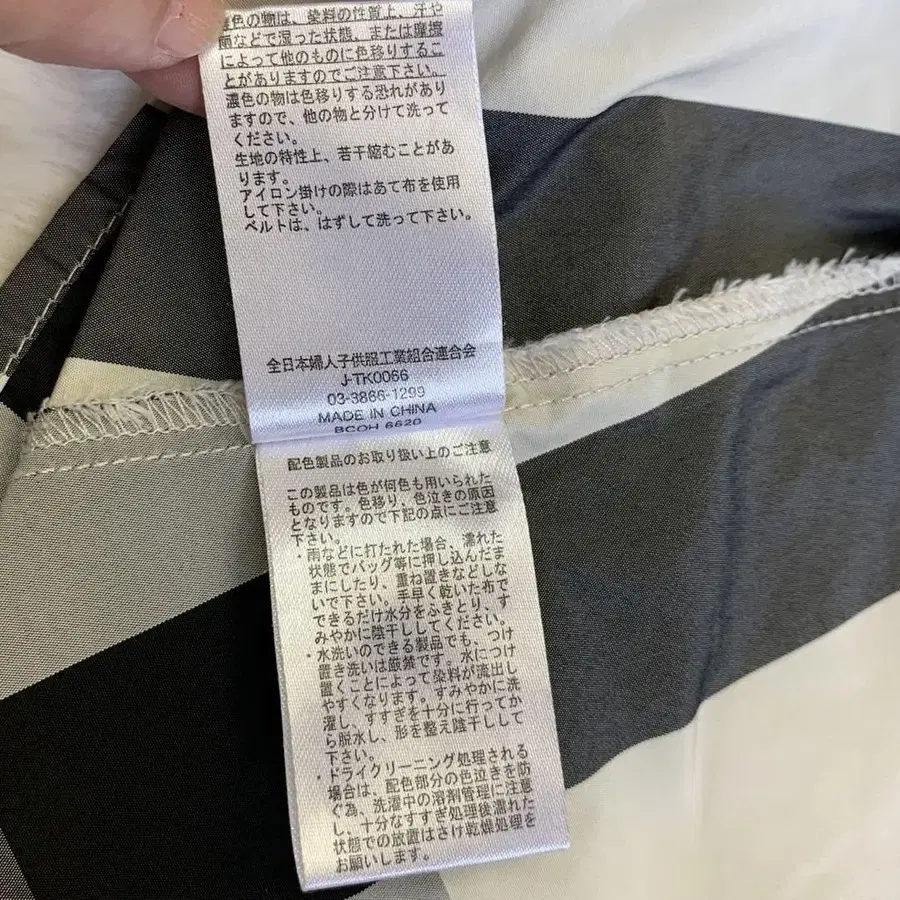 色の物は、染料の性質上、汗や
雨などで湿った状態、または摩擦
によって他のものに色移りするこ
とがありますのでご注意下さい。
濃色の物は色移りする恐れがあり
ますので、他の物と分けて洗って
ください。
生地の特性上、若干縮むことがあ
ります。
アイロン掛けの際はあて布を使用
して下さい。
ベルトは、はずして洗って下さい。
全日本婦人子供服工業組合連合会
J-TK0066
03-3866-1299
MADE IN CHINA
BCOH 6620
配色製品のお取り扱い上のご注意
この製品は色が何色も用いられた
ものです。色移り、色泣きの原因
となりますので下記の点にご注意
下さい。
・雨などに打たれた場合、濡れた
状態でバッグ等に押し込んだま
まにしたり、重ね置きなどしな
いで下さい。手早く乾いた布で
できるだけ水分をふきとり、す
みやかに陰干ししてください。
・水洗いのできる製品でも、つけ
置き洗いは厳禁です。水につけ
置くことによって染料が流出し
やすくなります。すみやかに洗
濯し、すすぎを十分に行ってか
ら脱水し、形を整え陰干しして
下さい。
・ドライクリーニング処理される
場合は、配色部分の色泣きを防
ぐ為、洗濯中の溶剤管理に注意
し、十分なすすぎ処理後濡れた
状態での放置はさけ乾燥処理を
お願いします。